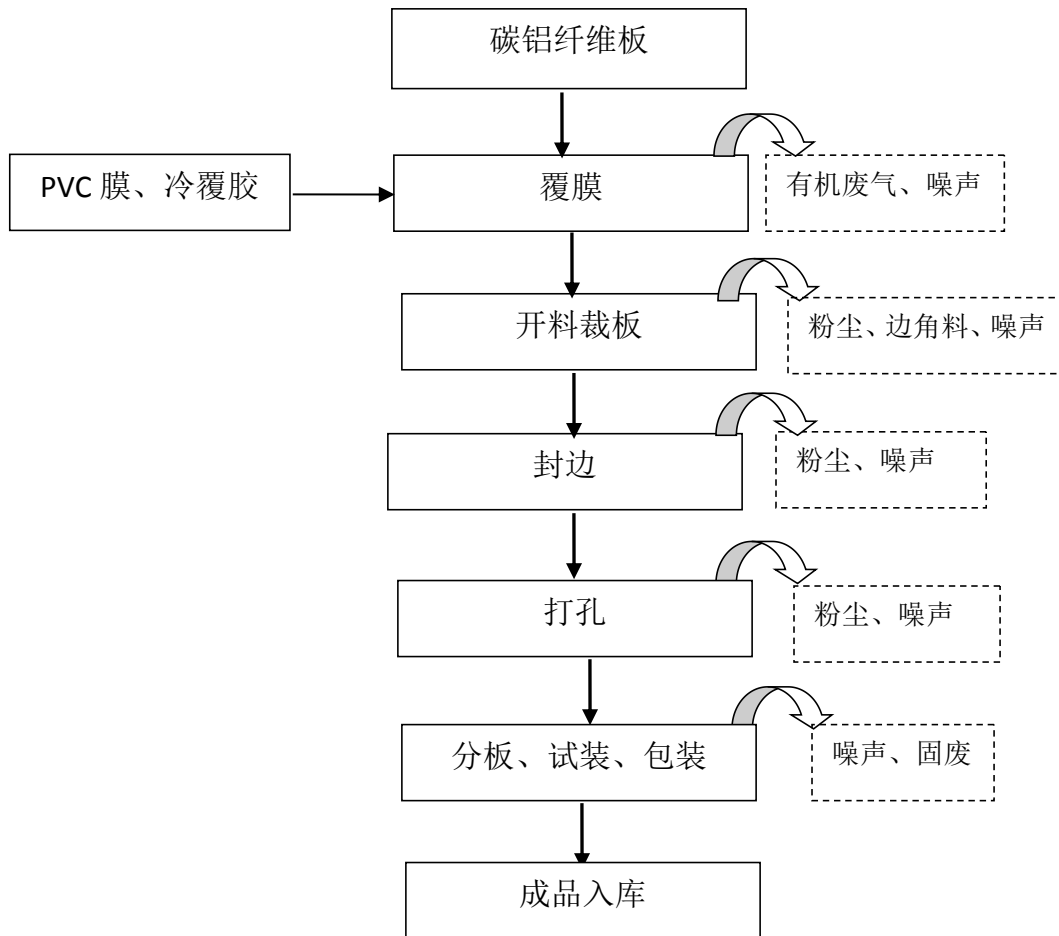 碳铝纤维板
PVC 膜、冷覆胶
覆膜
有机废气、噪声
开料裁板
粉尘、边角料、噪声
封边
粉尘、噪声
打孔
粉尘、噪声
分板、试装、包装
噪声、固废
成品入库